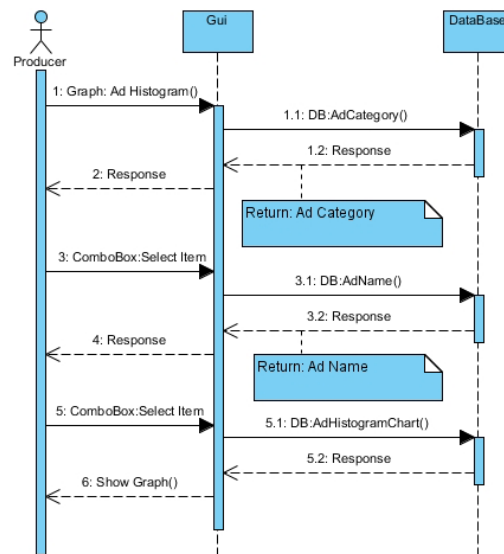 Gui
DataBase
Producer
1: Graph: Ad Histogram()
1.1: DB:AdCategory()
1.2: Response
2: Response
Return: Ad Category
3: ComboBox:Select Item
3.1: DB:AdName()
3.2: Response
4: Response
Return: Ad Name
5: ComboBox:Select Item
5.1: DB:AdHistogramChart()
5.2: Response
6: Show Graph()